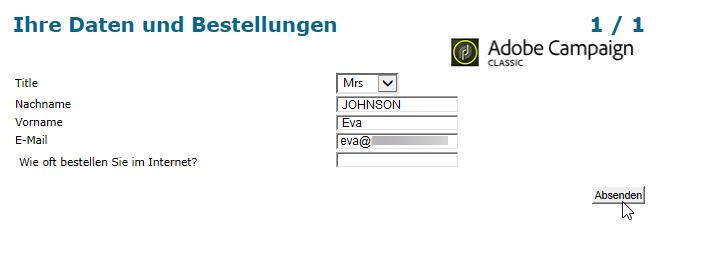 Ihre Daten und Bestellungen 1 / 1
Adobe Campaign
CLASSIC
Title Mrs
Nachname JOHNSON
Vorname Eva
E-Mail eva@
Wie oft bestellen Sie im Internet?
Absenden